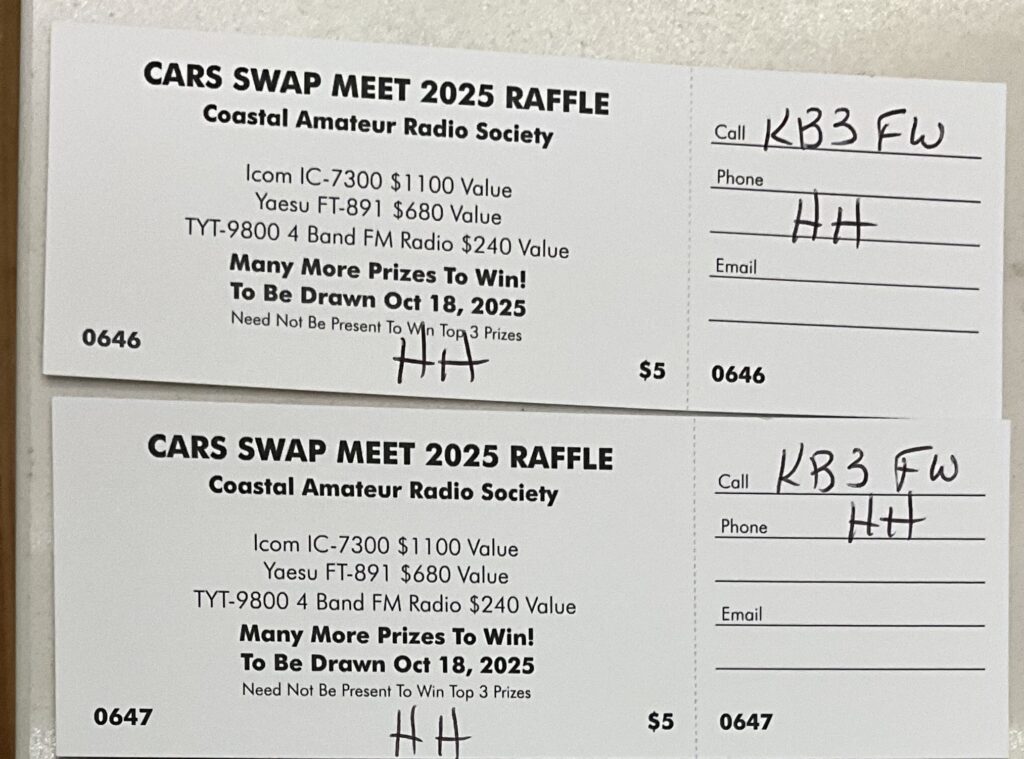 CARS SWAP MEET 2025 RAFFLE
Coastal Amateur Radio Society
Icom IC-7300 $1100 Value
Yaesu FT-891 $680 Value
TYT-9800 4 Band FM Radio $240 Value
Many More Prizes To Win!
To Be Drawn Oct 18, 2025
Need Not Be Present To Win Top 3 Prizes
HH
0646
$5
Call KB3 FW
Phone
HH
Email
0646
CARS SWAP MEET 2025 RAFFLE
Coastal Amateur Radio Society
Icom IC-7300 $1100 Value
Yaesu FT-891 $680 Value
TYT-9800 4 Band FM Radio $240 Value
Many More Prizes To Win!
To Be Drawn Oct 18, 2025
Need Not Be Present To Win Top 3 Prizes
HH
0647
$5
Call KB3 FW
Phone HH
Email
0647